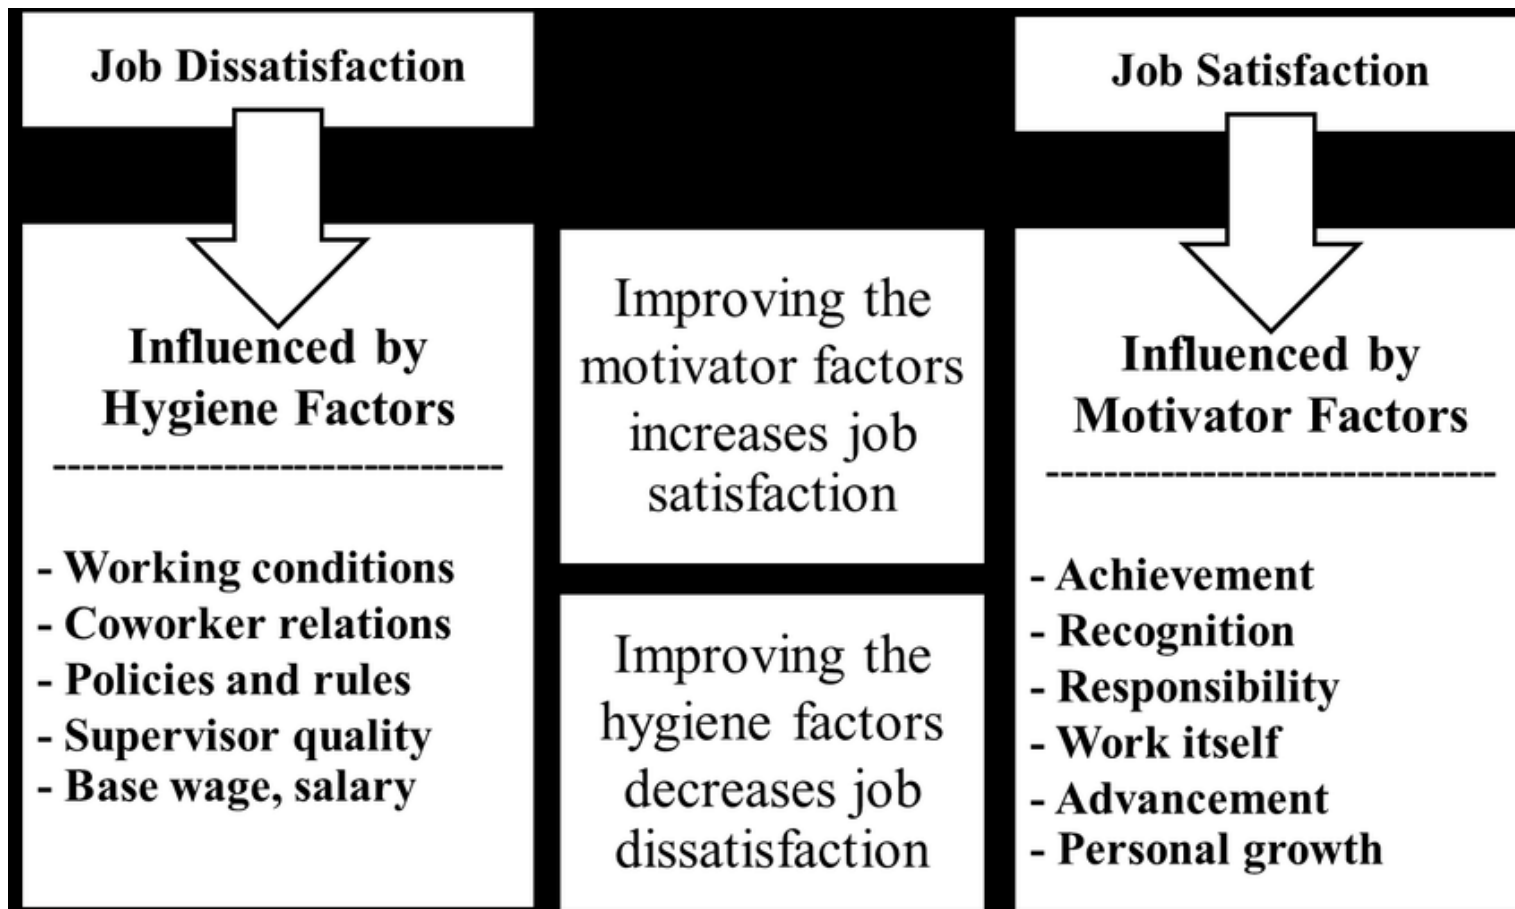 Job Dissatisfaction
Influenced by
Hygiene Factors
-------------------------------
- Working conditions
- Coworker relations
- Policies and rules
- Supervisor quality
- Base wage, salary
Improving the
motivator factors
increases job
satisfaction
Improving the
hygiene factors
decreases job
dissatisfaction
Job Satisfaction
Influenced by
Motivator Factors
-------------------------------
- Achievement
- Recognition
- Responsibility
- Work itself
- Advancement
- Personal growth